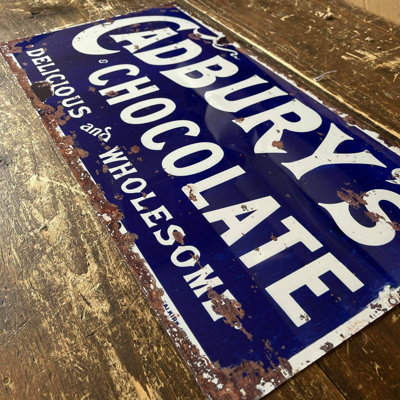 CADBURY'S
CHOCOLATE
DELICIOUS and WHOLESOME